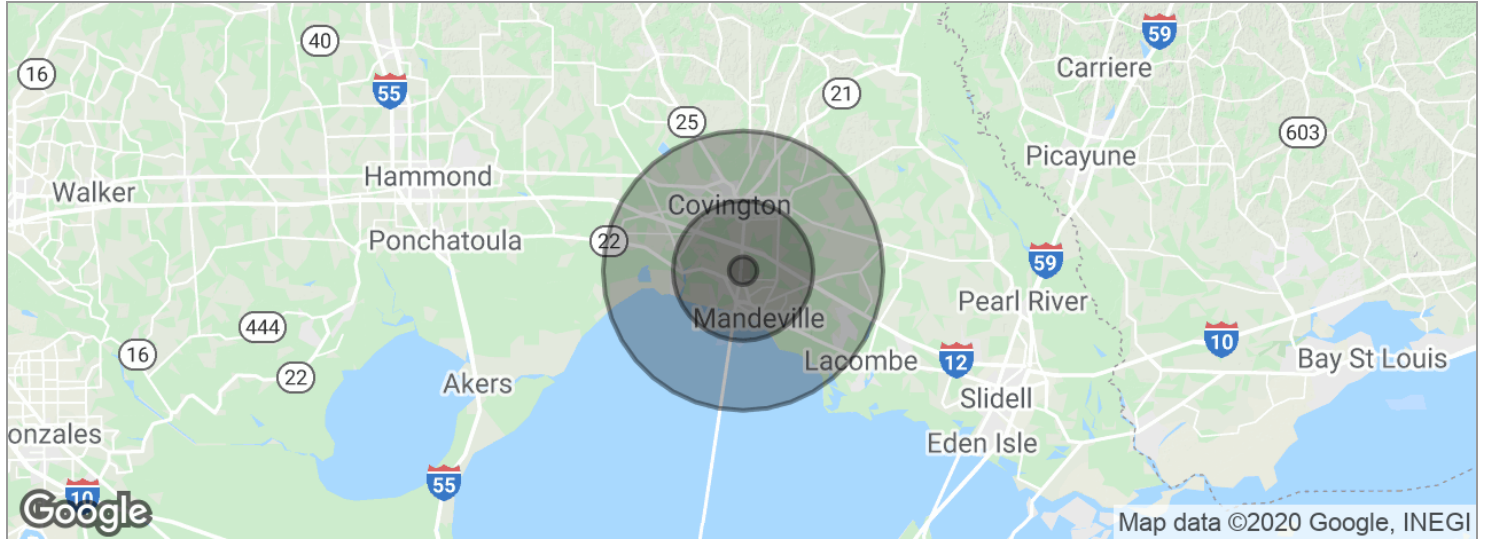 40
59
16
Carriere
55
21
25
603
Picayune
Hammond
Walker
Covington
Ponchatoula
22
59
Pearl River
Mandeville
444
10
16
Lacombe
12
Bay St Louis
22
Akers
Slidell
onzales
Eden Isle
55
10
Google
Map data ©2020 Google, INEGI